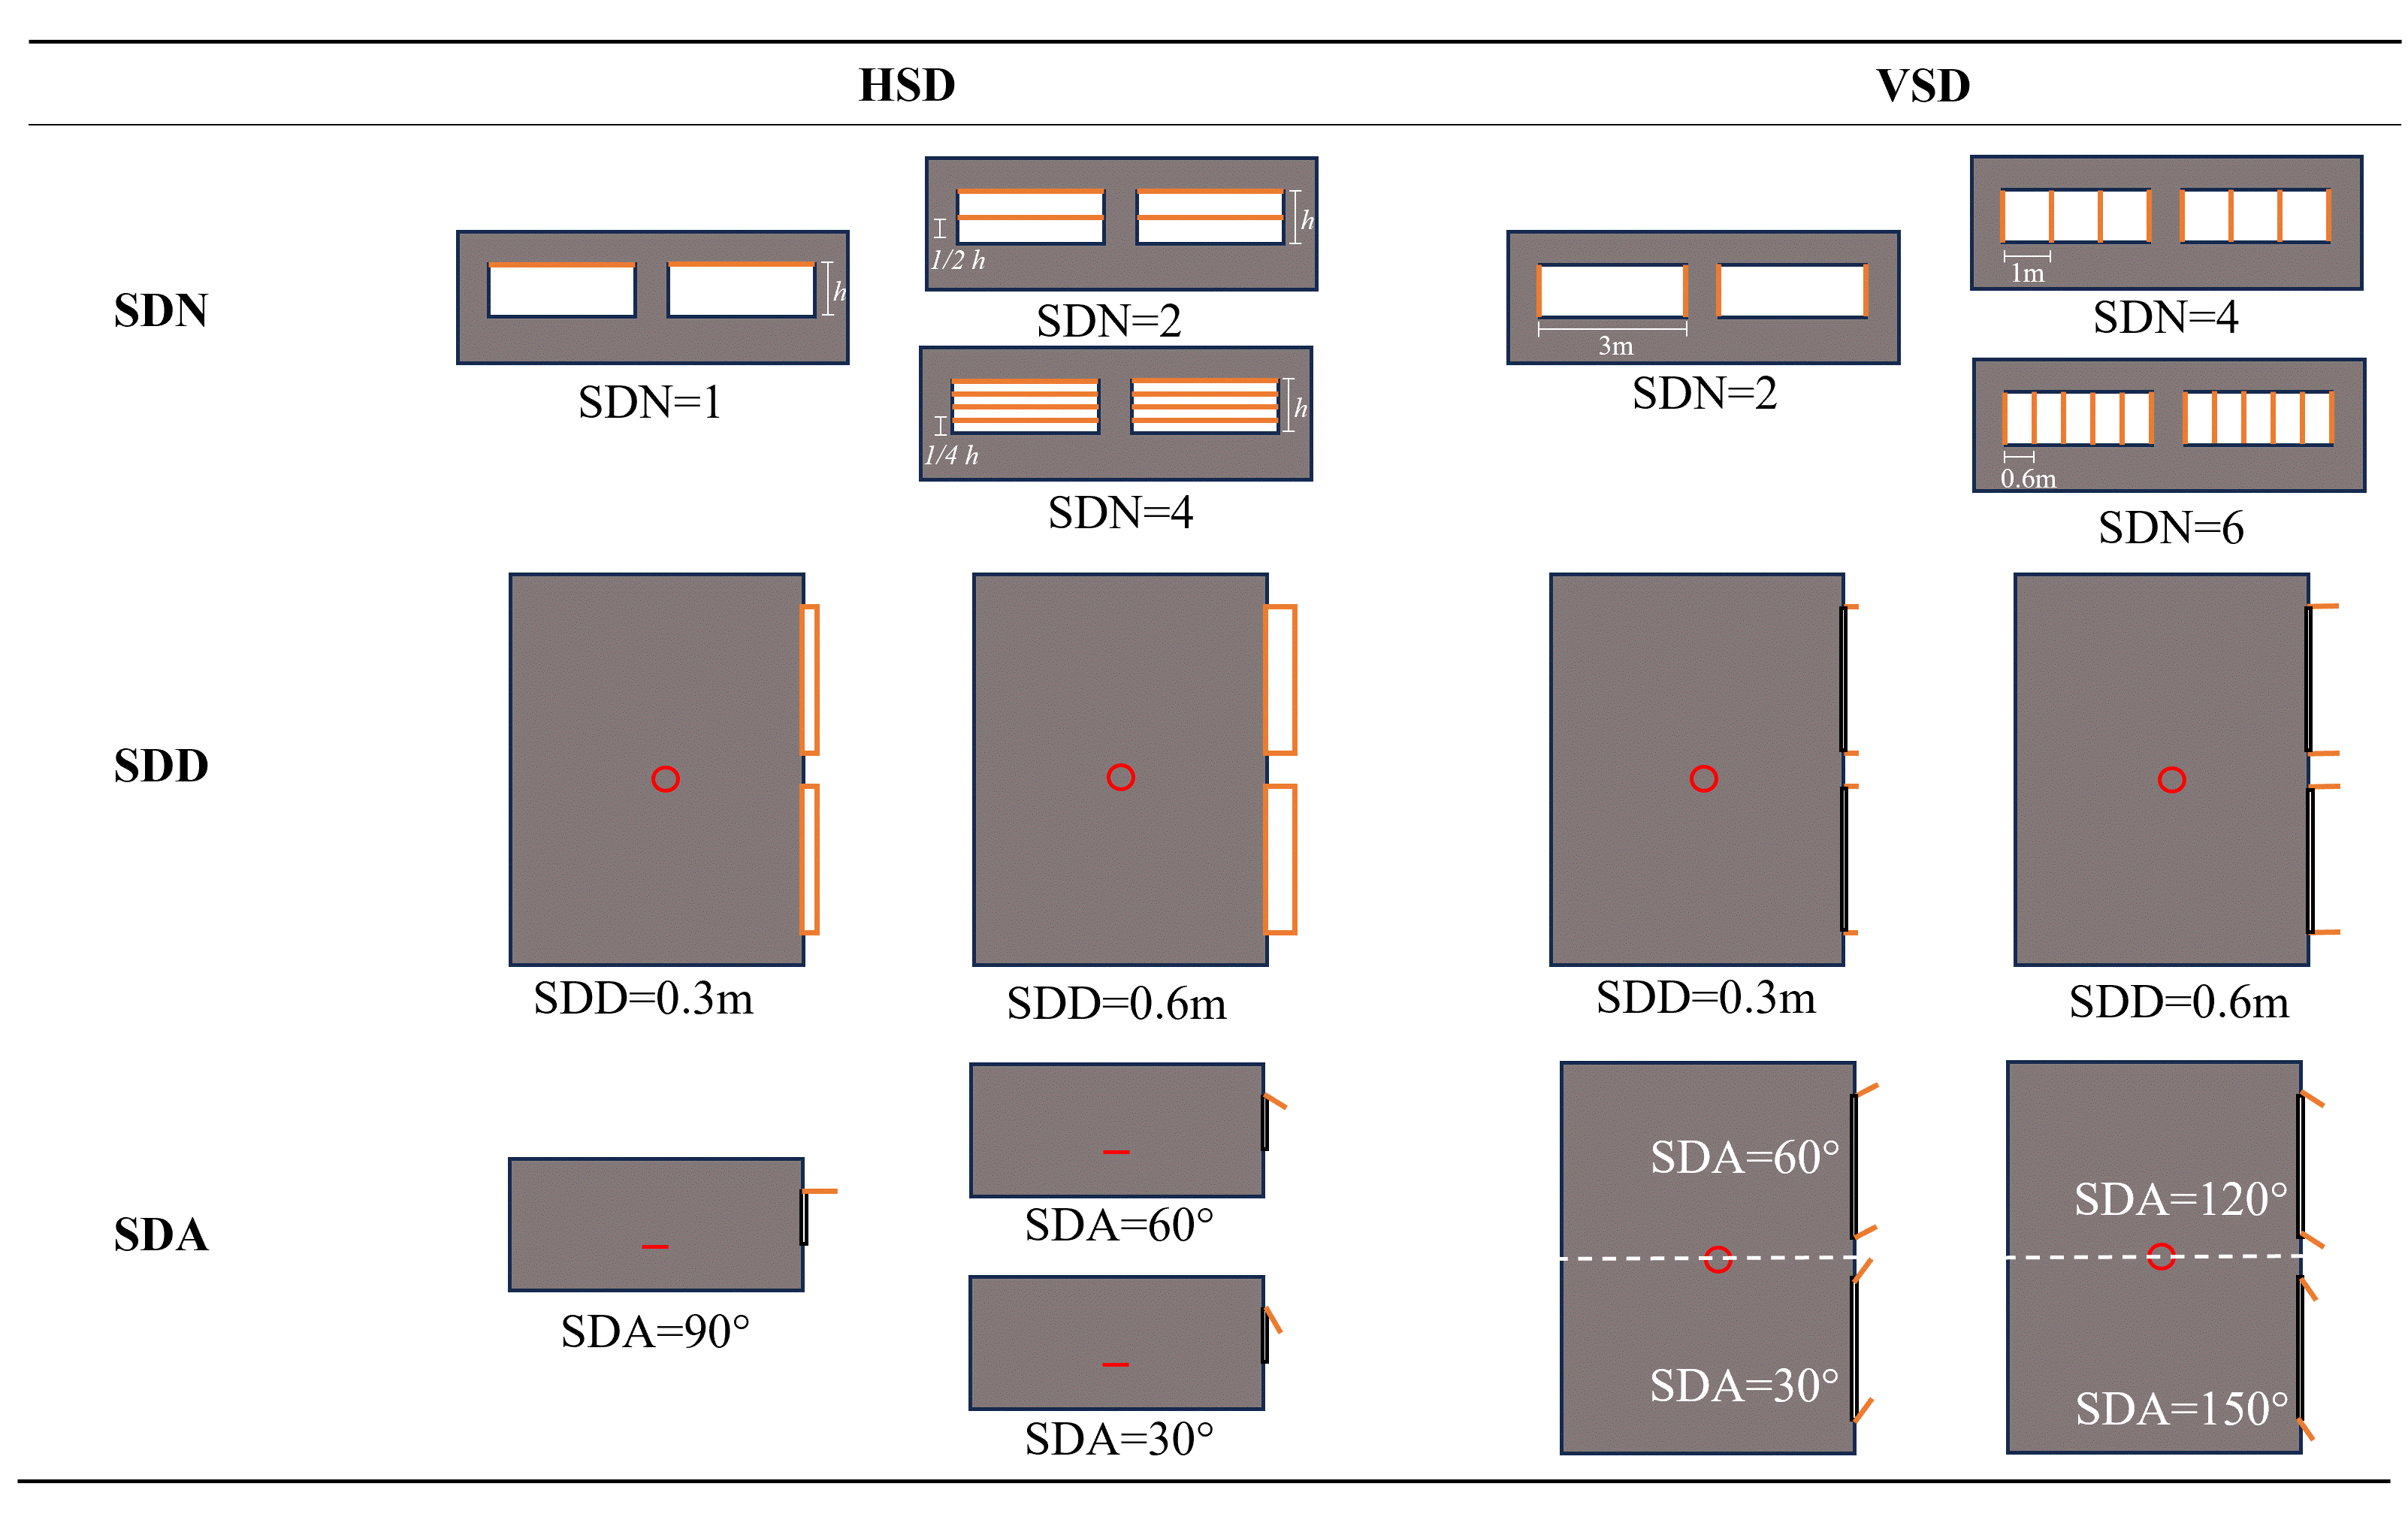 HSD VSD
SDN
h
SDN=1
h
1/2 h
SDN=2
h
1/4 h
SDN=4
3m
SDN=2
1m
SDN=4
0.6m
SDN=6
SDD
SDD=0.3m
SDD=0.6m
SDD=0.3m
SDD=0.6m
SDA
SDA=90°
SDA=60°
SDA=30°
SDA=60°
SDA=30°
SDA=120°
SDA=150°